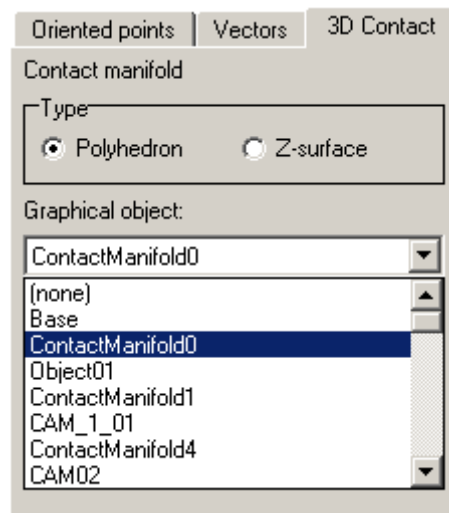 Oriented points Vectors 3D Contact
Contact manifold
Type
Polyhedron Z-surface
Graphical object:
ContactManifold0
(none)
Base
ContactManifold0
Object01
ContactManifold1
CAM_1_01
ContactManifold4
CAM02